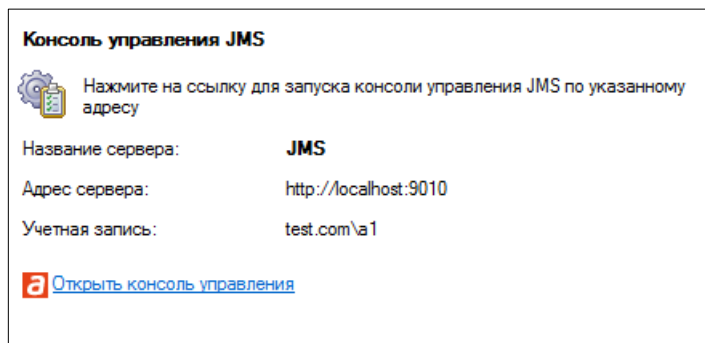 Консоль управления JMS
Нажмите на ссылку для запуска консоли управления JMS по указанному
адресу
Название сервера: JMS
Адрес сервера: http://localhost:9010
Учетная запись: test.com\a1
Открыть консоль управления